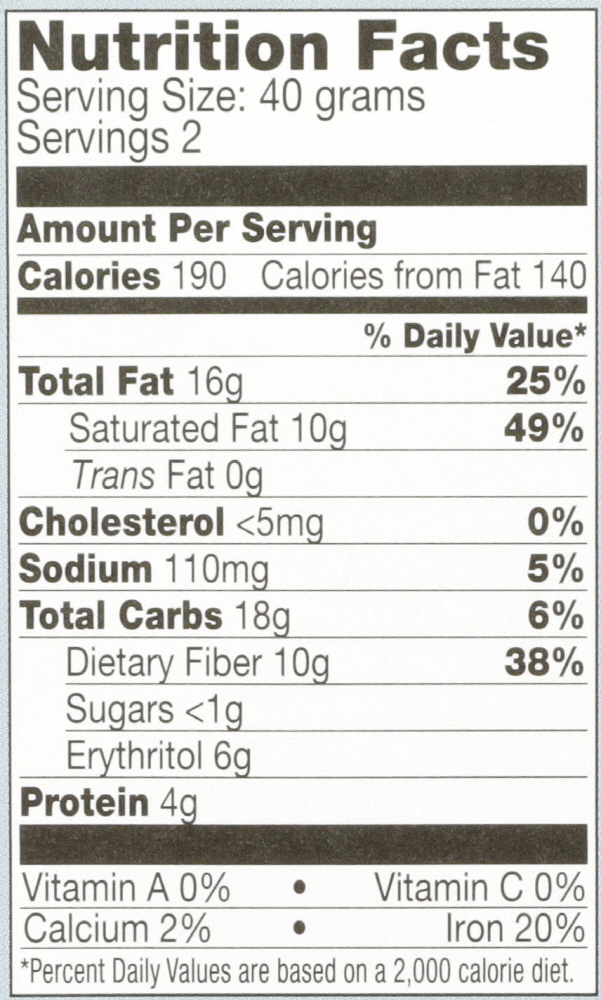 Nutrition Facts
Serving Size: 40 grams
Servings 2
Amount Per Serving
Calories 190 Calories from Fat 140
% Daily Value*
Total Fat 16g 25%
Saturated Fat 10g 49%
Trans Fat 0g
Cholesterol <5mg 0%
Sodium 110mg 5%
Total Carbs 18g 6%
Dietary Fiber 10g 38%
Sugars <1g
Erythritol 6g
Protein 4g
Vitamin A 0% • Vitamin C 0%
Calcium 2% • Iron 20%
*Percent Daily Values are based on a 2,000 calorie diet.